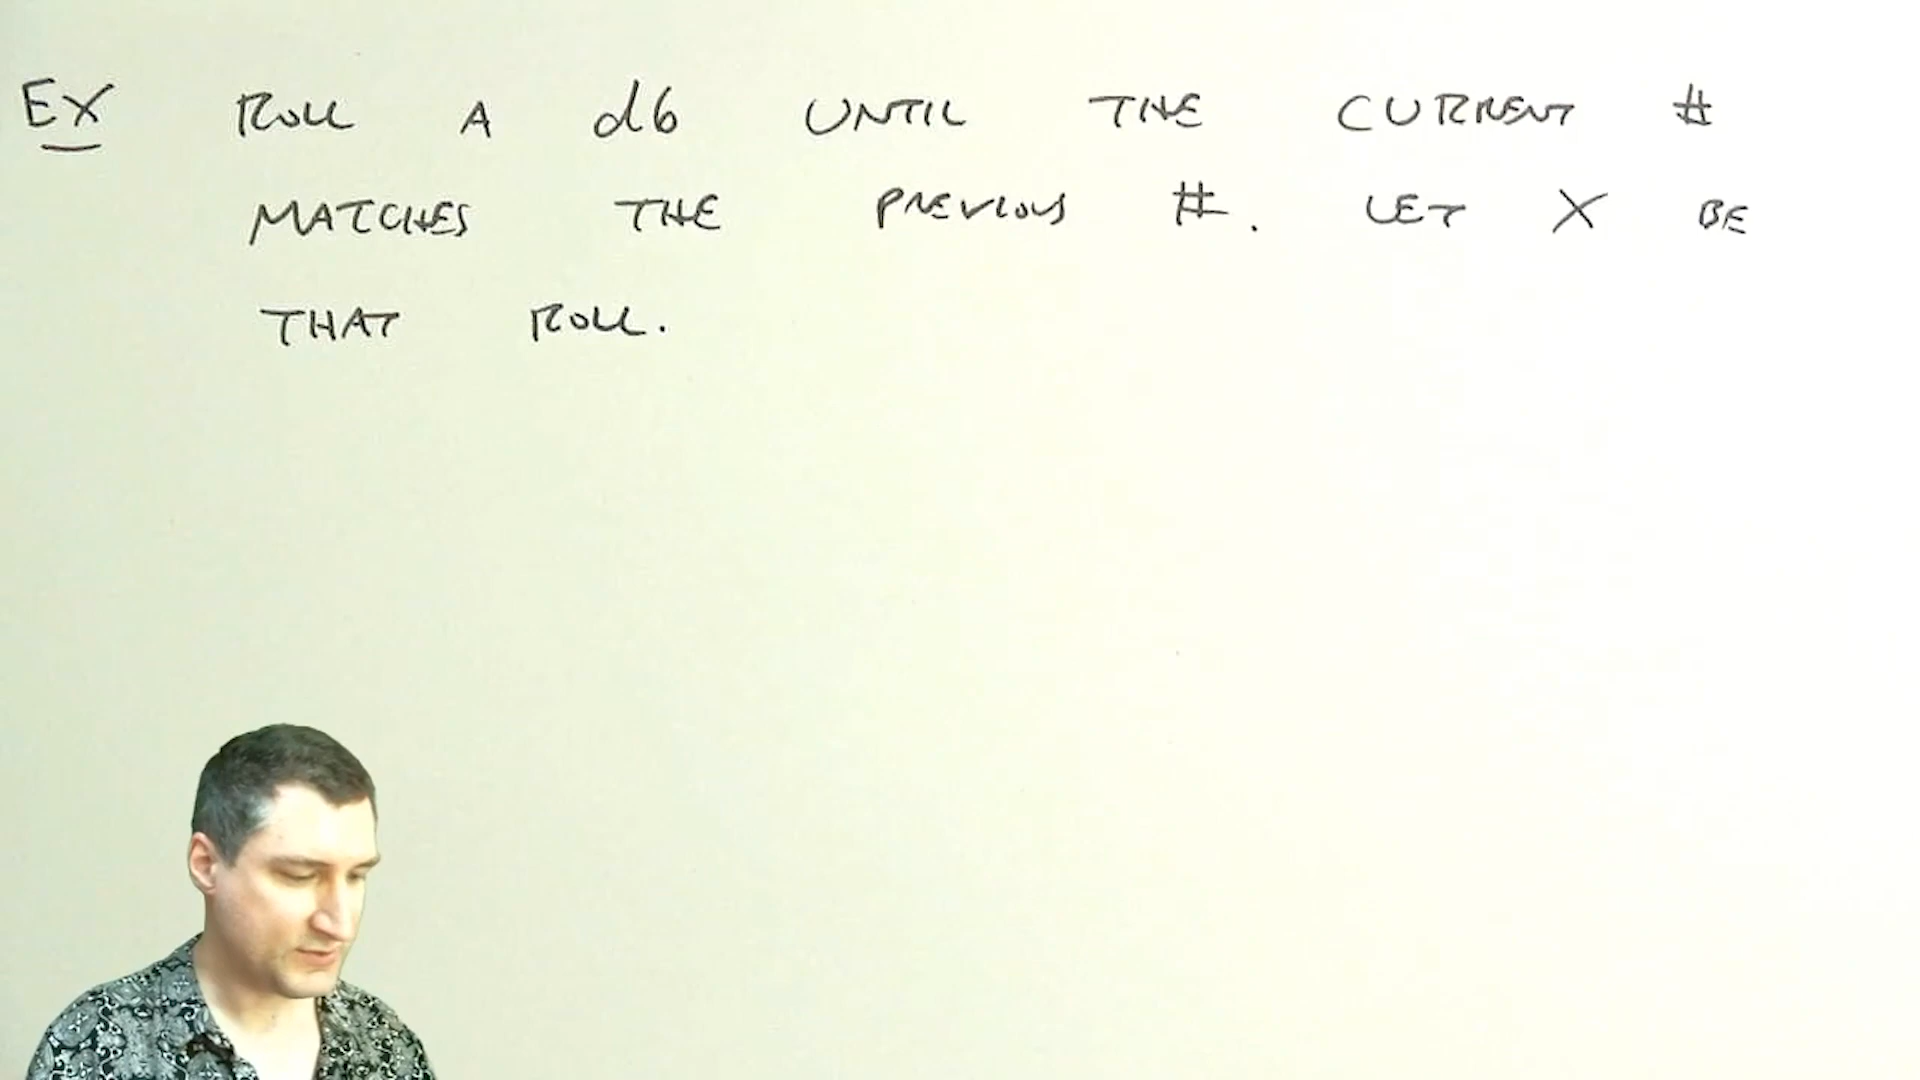 EX ROLL A d6 UNTIL THE CURRENT #
MATCHES THE PREVIOUS #. LET X BE
THAT ROLL.